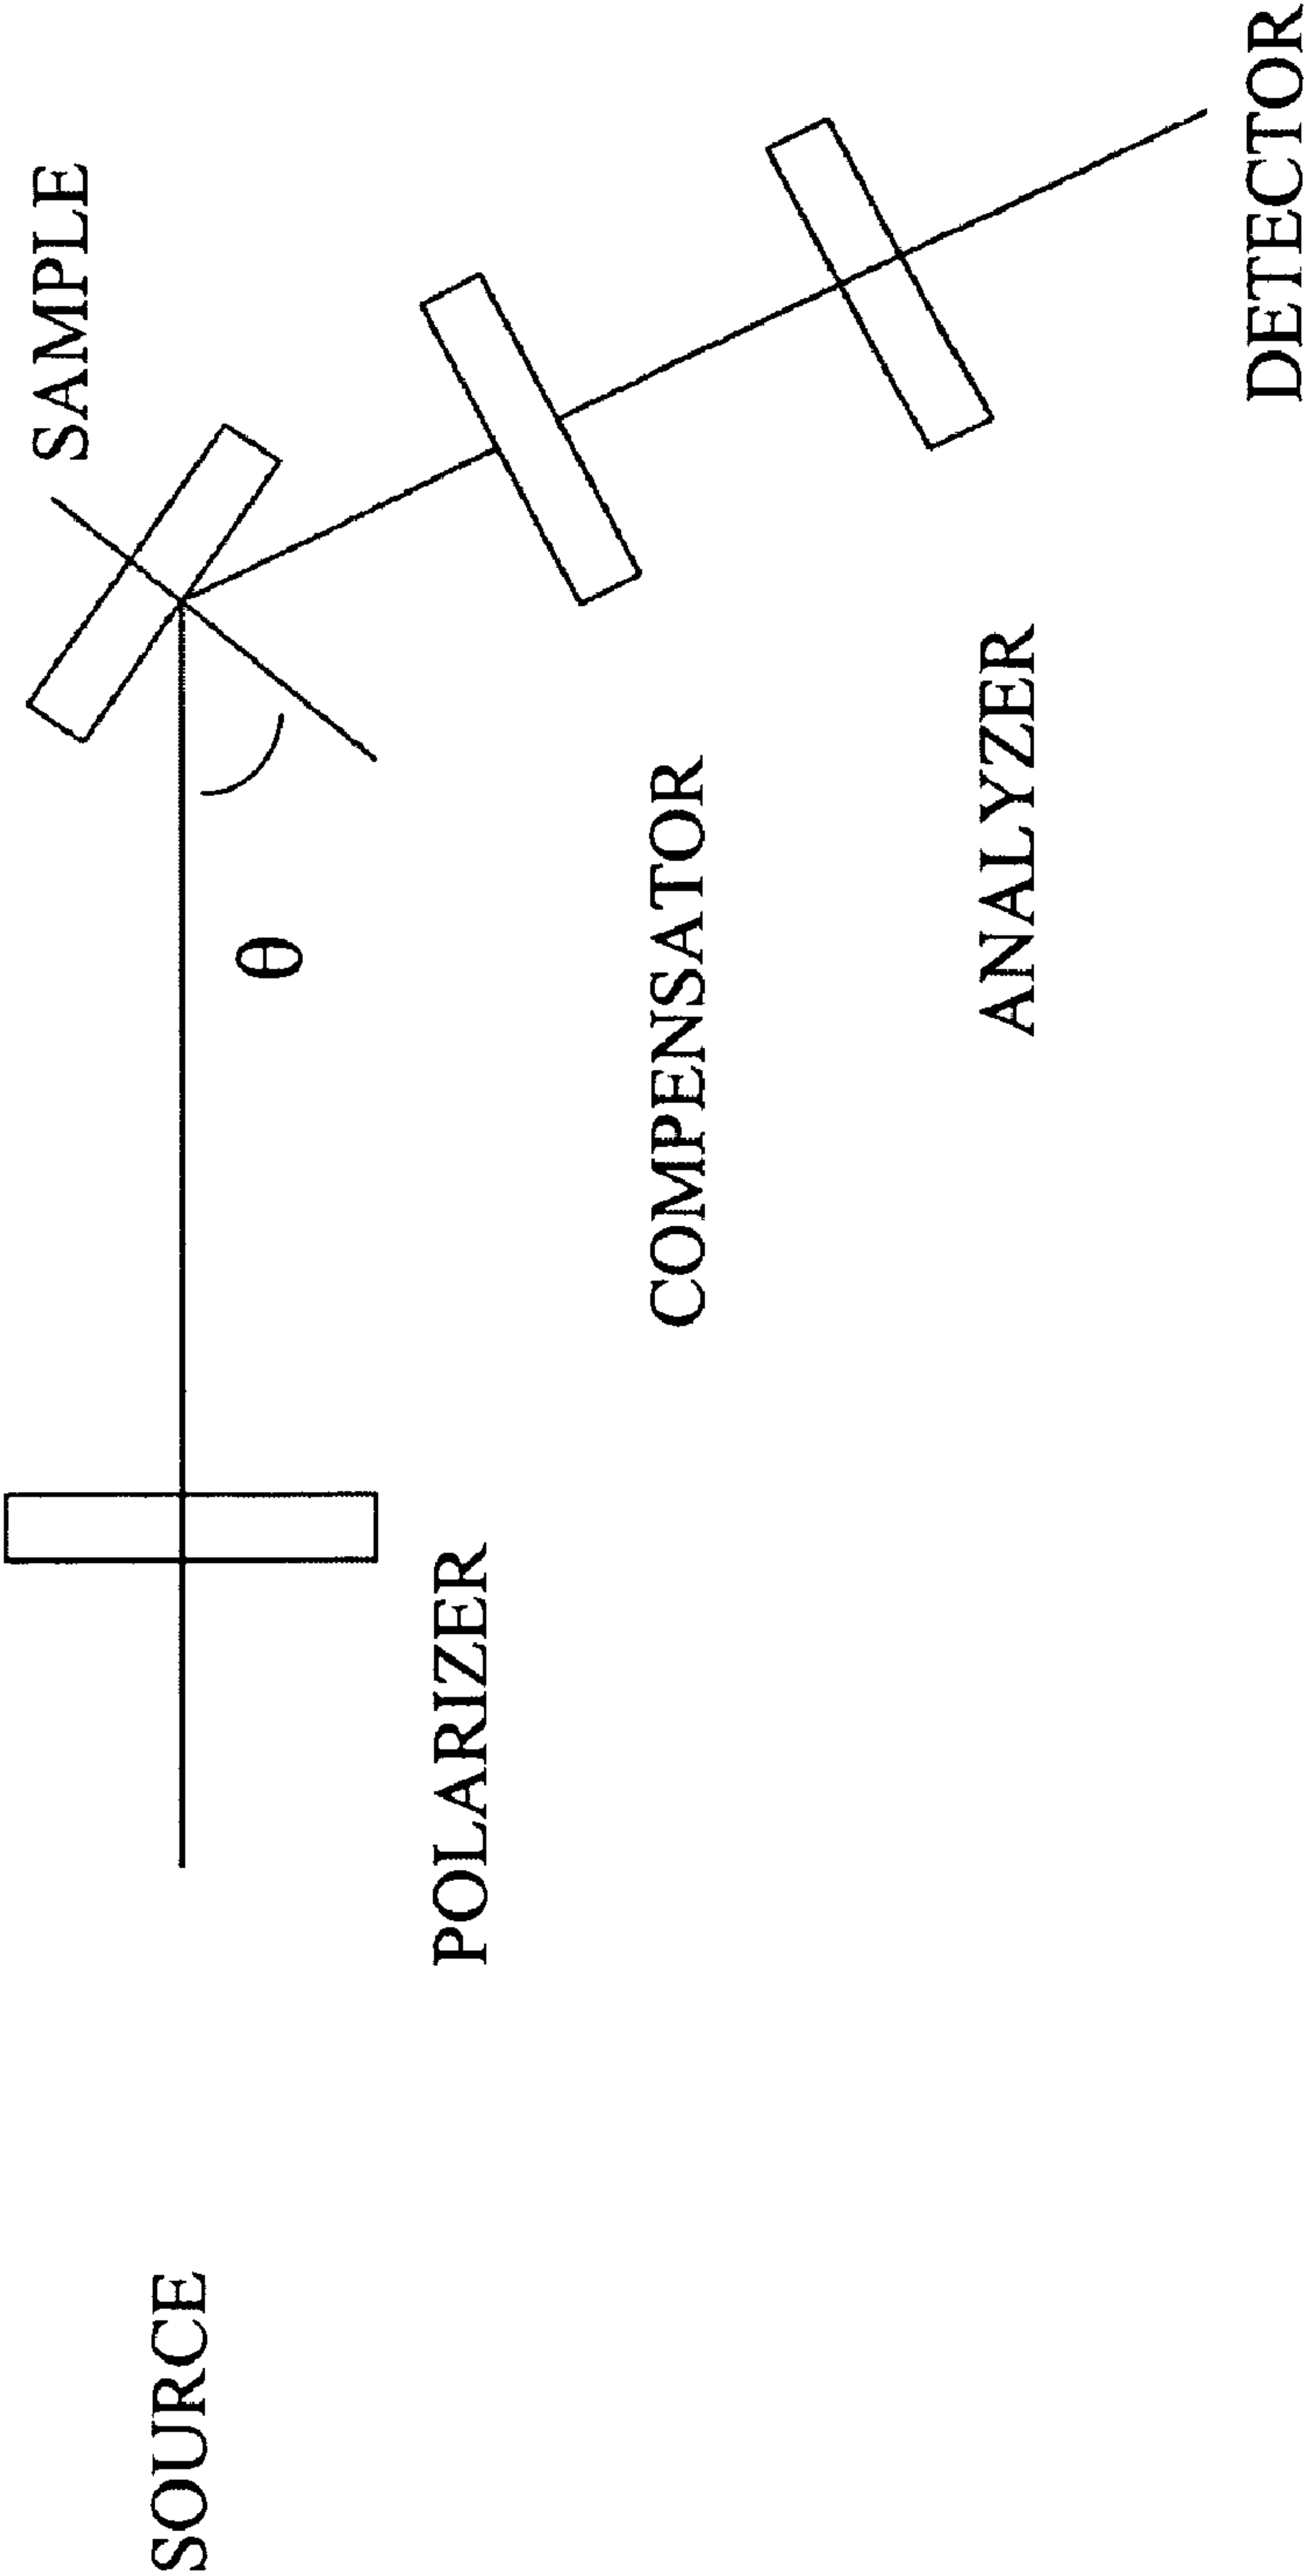 SOURCE
POLARIZER
θ
SAMPLE
COMPENSATOR
ANALYZER
DETECTOR